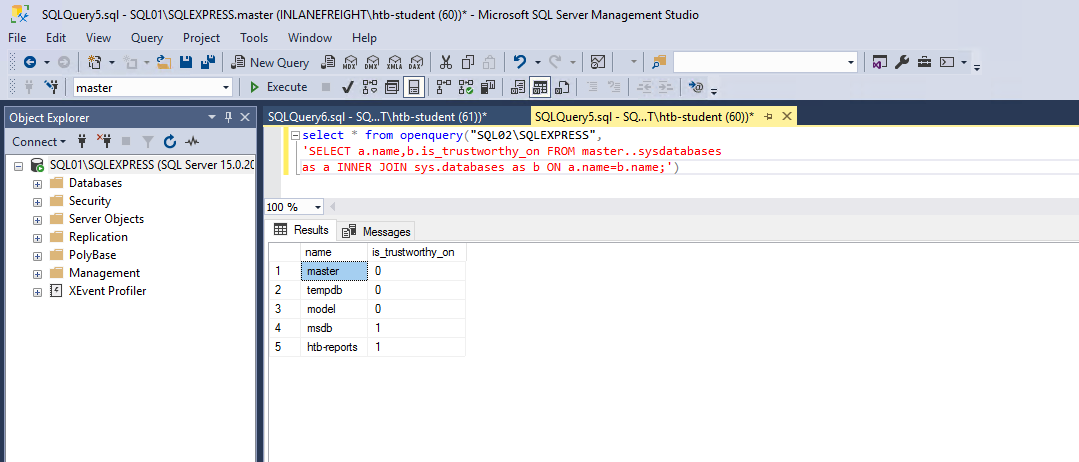 SQLQuery5.sql - SQL01\SQLEXPRESS.master (INLANEFREIGHT\htb-student (60))* - Microsoft SQL Server Management Studio
File Edit View Query Project Tools Window Help
New Query MDX DMX XMLA DAX
master Execute
Object Explorer
Connect
SQL01\SQLEXPRESS (SQL Server 15.0.20
Databases
Security
Server Objects
Replication
PolyBase
Management
XEvent Profiler
SQLQuery6.sql - SQ...T\htb-student (61))* SQLQuery5.sql - SQ...T\htb-student (60))*
select * from openquery("SQL02\SQLEXPRESS",
'SELECT a.name,b.is_trustworthy_on FROM master..sysdatabases
as a INNER JOIN sys.databases as b ON a.name=b.name;')
100 %
Results Messages
name is_trustworthy_on
1 master 0
2 tempdb 0
3 model 0
4 msdb 1
5 htb-reports 1